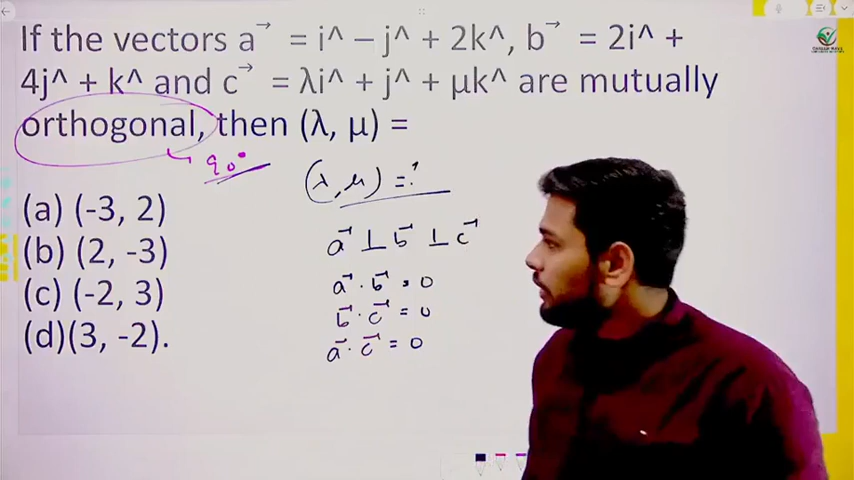 If the vectors a→ = i^ – j^ + 2k^, b→ = 2i^ +
4j^ + k^ and c→ = λi^ + j^ + μk^ are mutually
orthogonal, then (λ, μ) =
90°
(λ, μ) = ?
(a) (-3, 2)
(b) (2, -3)
(c) (-2, 3)
(d)(3, -2).
a→ ⊥ b→ ⊥ c→
a→ · b→ = 0
b→ · c→ = 0
a→ · c→ = 0